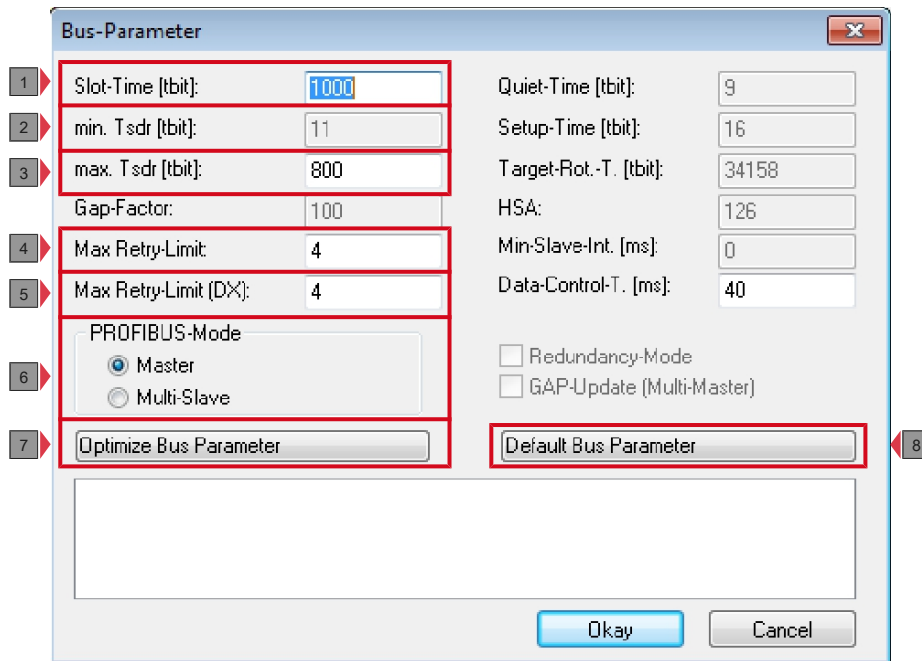 Bus-Parameter
1
Slot-Time [tbit]: 1000
Quiet-Time [tbit]: 9
2
min. Tsdr [tbit]: 11
Setup-Time [tbit]: 16
3
max. Tsdr [tbit]: 800
Target-Rot.-T. [tbit]: 34158
Gap-Factor: 100
HSA: 126
4
Max Retry-Limit: 4
Min-Slave-Int. [ms]: 0
5
Max Retry-Limit (DX): 4
Data-Control-T. [ms]: 40
PROFIBUS-Mode
6
Master
Multi-Slave
Redundancy-Mode
GAP-Update (Multi-Master)
7
Optimize Bus Parameter
Default Bus Parameter
8
Okay
Cancel